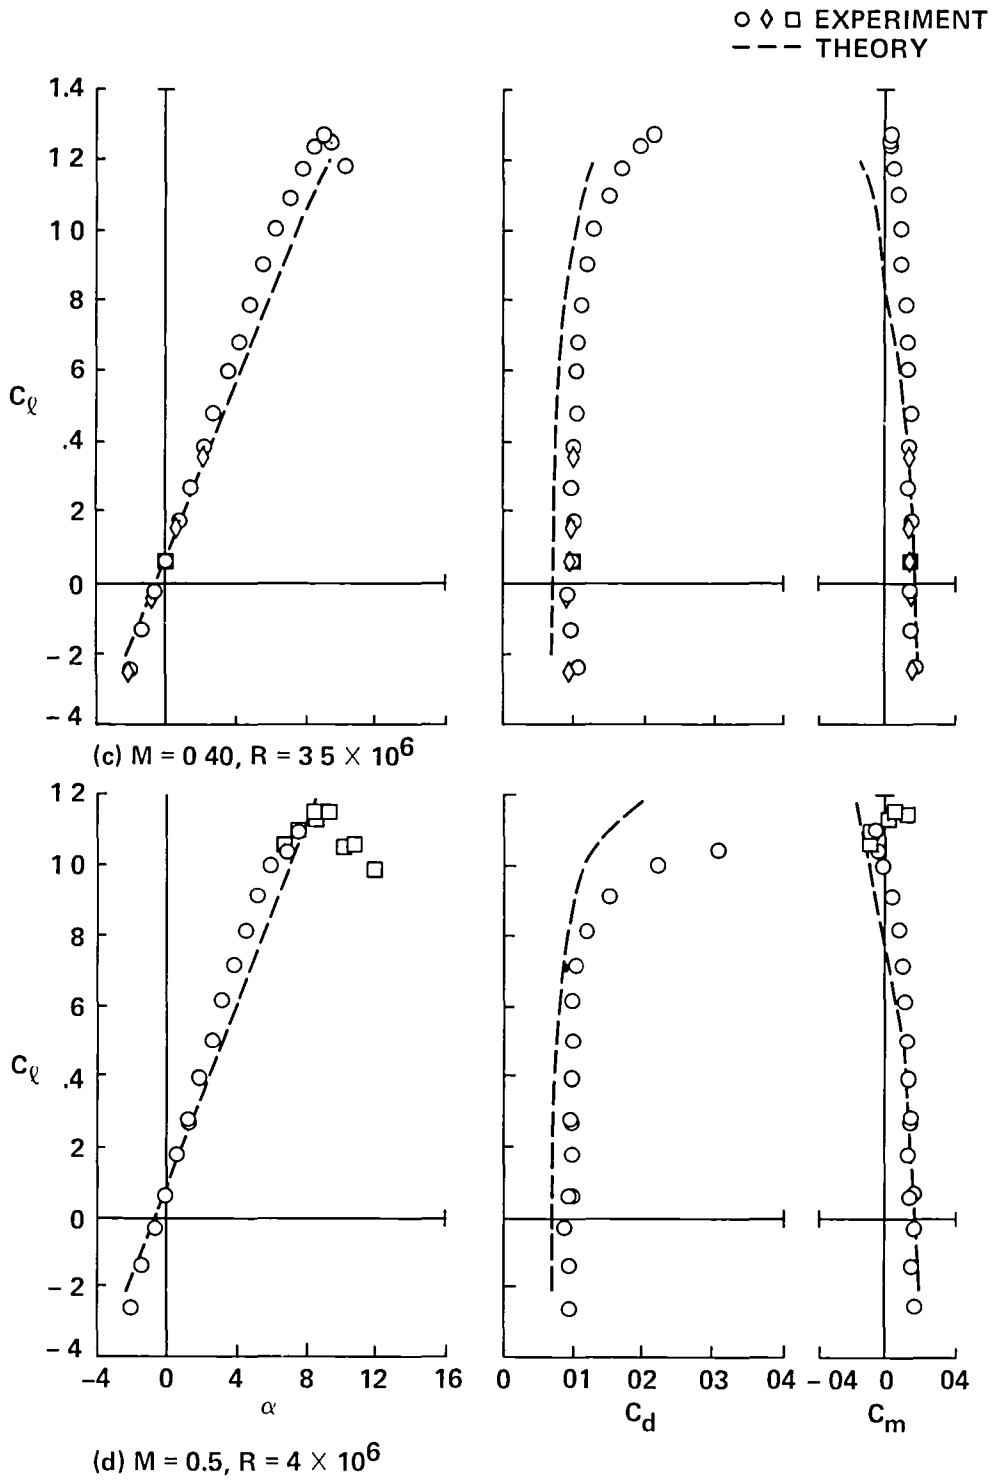 EXPERIMENT
THEORY
1.4
1 2
1 0
8
6
.4
2
0
– 2
– 4
Cℓ
(c) M = 0 40, R = 3 5 × 10⁶
1 2
1 0
8
6
.4
2
0
– 2
– 4
Cℓ
–4 0 4 8 12 16
α
0 01 02 03 04
Cd
– 04 0 04
Cm
(d) M = 0.5, R = 4 × 10⁶